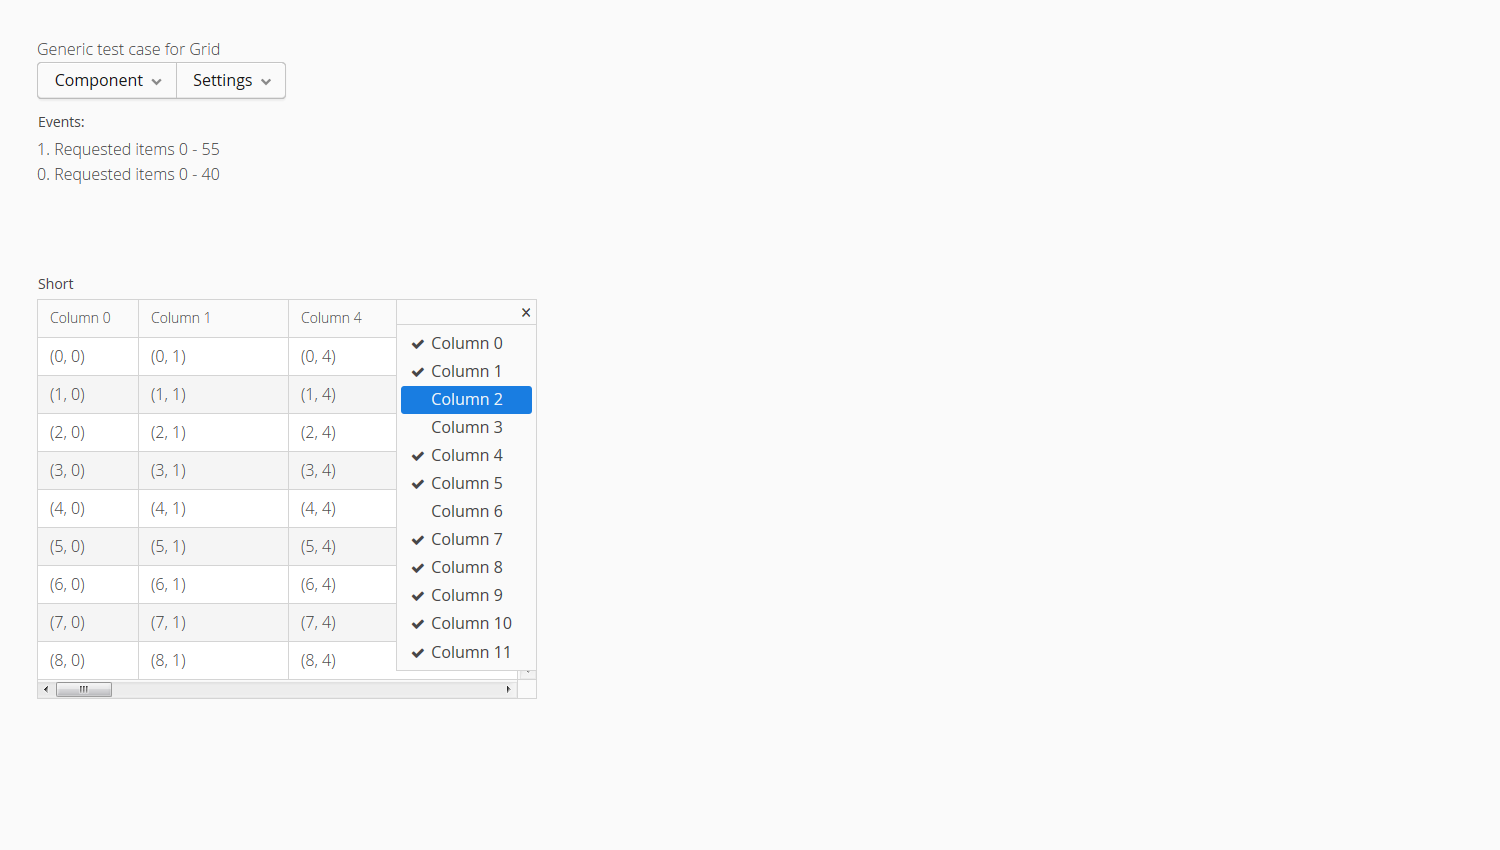 Generic test case for Grid
Component Settings
Events:
1. Requested items 0 - 55
0. Requested items 0 - 40
Short
Column 0 Column 1 Column 4
(0, 0) (0, 1) (0, 4)
(1, 0) (1, 1) (1, 4)
(2, 0) (2, 1) (2, 4)
(3, 0) (3, 1) (3, 4)
(4, 0) (4, 1) (4, 4)
(5, 0) (5, 1) (5, 4)
(6, 0) (6, 1) (6, 4)
(7, 0) (7, 1) (7, 4)
(8, 0) (8, 1) (8, 4)
Column 0
Column 1
Column 2
Column 3
Column 4
Column 5
Column 6
Column 7
Column 8
Column 9
Column 10
Column 11